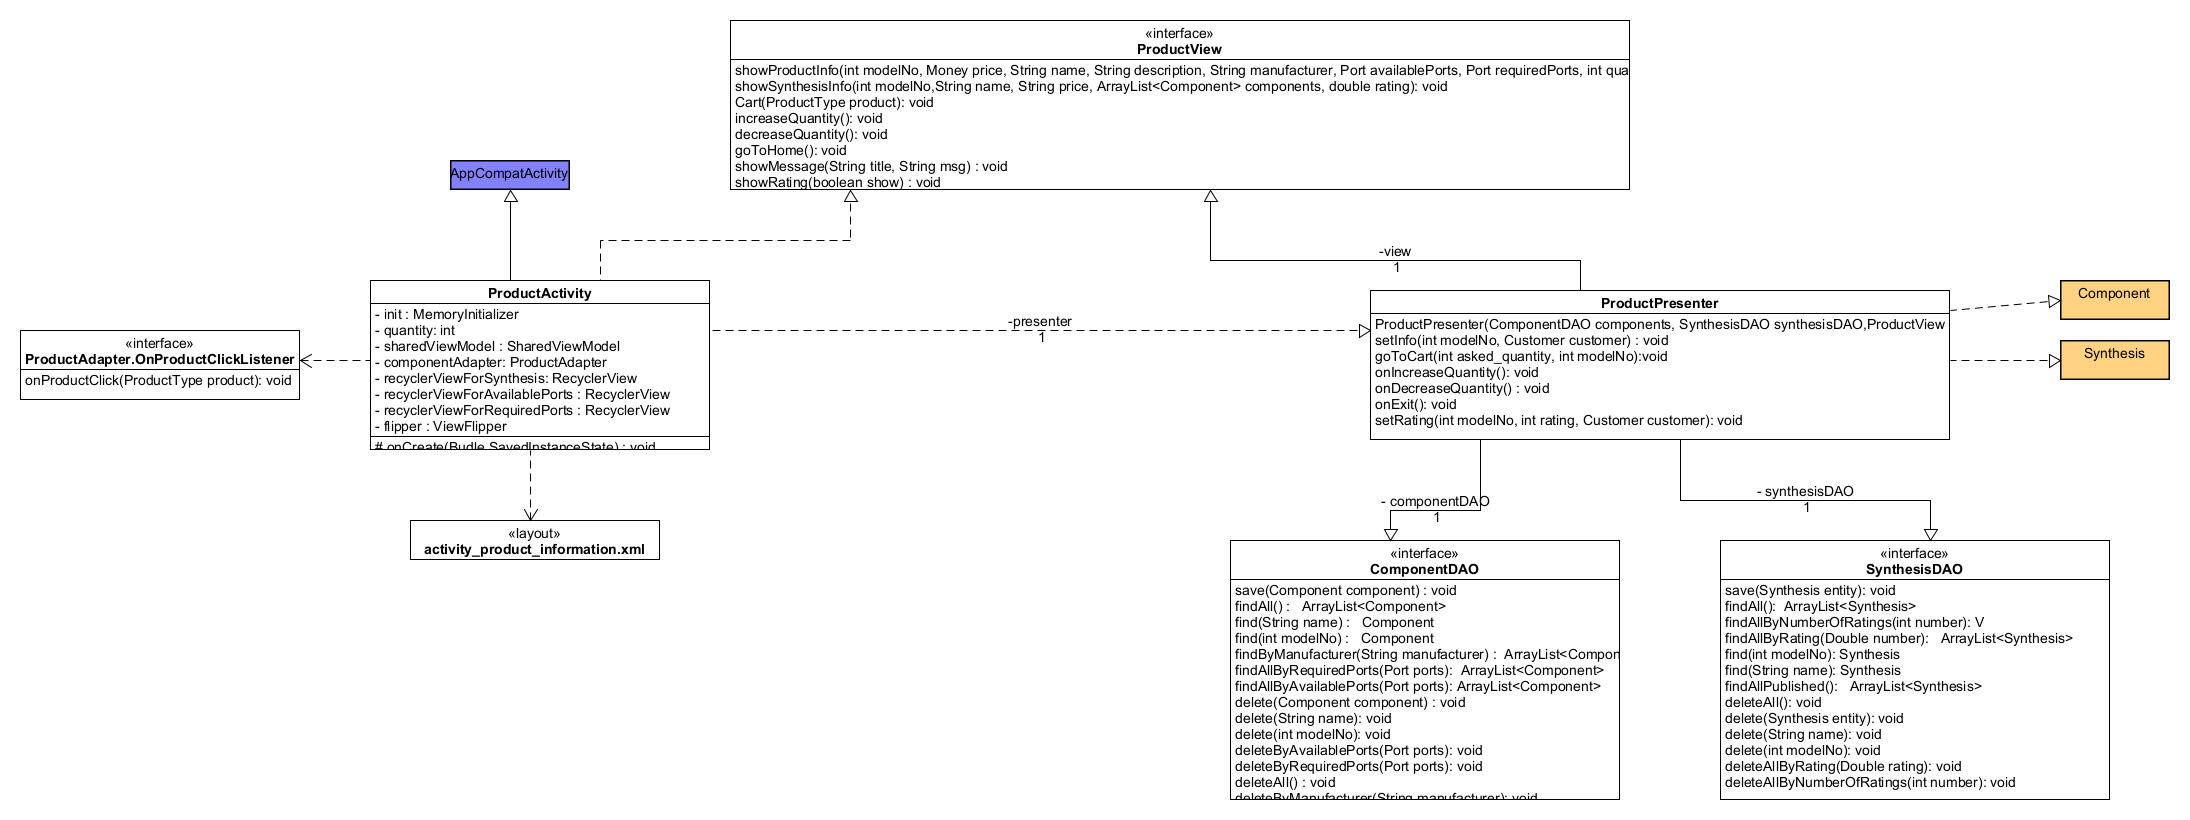 «interface»
ProductView
showProductInfo(int modelNo, Money price, String name, String description, String manufacturer, Port availablePorts, Port requiredPorts, int qua
showSynthesisInfo(int modelNo,String name, String price, ArrayList<Component> components, double rating): void
Cart(ProductType product): void
increaseQuantity(): void
decreaseQuantity(): void
goToHome(): void
showMessage(String title, String msg) : void
showRating(boolean show) : void
AppCompatActivity
-view
1
ProductActivity
- init : MemoryInitializer
- quantity: int
- sharedViewModel : SharedViewModel
- componentAdapter: ProductAdapter
- recyclerViewForSynthesis: RecyclerView
- recyclerViewForAvailablePorts : RecyclerView
- recyclerViewForRequiredPorts : RecyclerView
- flipper : ViewFlipper
# onCreate(Budle SavedInstanceState) : void
-presenter
1
ProductPresenter
ProductPresenter(ComponentDAO components, SynthesisDAO synthesisDAO,ProductView
setInfo(int modelNo, Customer customer) : void
goToCart(int asked_quantity, int modelNo):void
onIncreaseQuantity(): void
onDecreaseQuantity() : void
onExit(): void
setRating(int modelNo, int rating, Customer customer): void
Component
Synthesis
«interface»
ProductAdapter.OnProductClickListener
onProductClick(ProductType product): void
«layout»
activity_product_information.xml
- componentDAO
1
- synthesisDAO
1
«interface»
ComponentDAO
save(Component component) : void
findAll() : ArrayList<Component>
find(String name) : Component
find(int modelNo) : Component
findByManufacturer(String manufacturer) : ArrayList<Compon
findAllByRequiredPorts(Port ports): ArrayList<Component>
findAllByAvailablePorts(Port ports): ArrayList<Component>
delete(Component component) : void
delete(String name): void
delete(int modelNo): void
deleteByAvailablePorts(Port ports): void
deleteByRequiredPorts(Port ports): void
deleteAll() : void
deleteByManufacturer(String manufacturer): void
«interface»
SynthesisDAO
save(Synthesis entity): void
findAll(): ArrayList<Synthesis>
findAllByNumberOfRatings(int number): V
findAllByRating(Double number): ArrayList<Synthesis>
find(int modelNo): Synthesis
find(String name): Synthesis
findAllPublished(): ArrayList<Synthesis>
deleteAll(): void
delete(Synthesis entity): void
delete(String name): void
delete(int modelNo): void
deleteAllByRating(Double rating): void
deleteAllByNumberOfRatings(int number): void